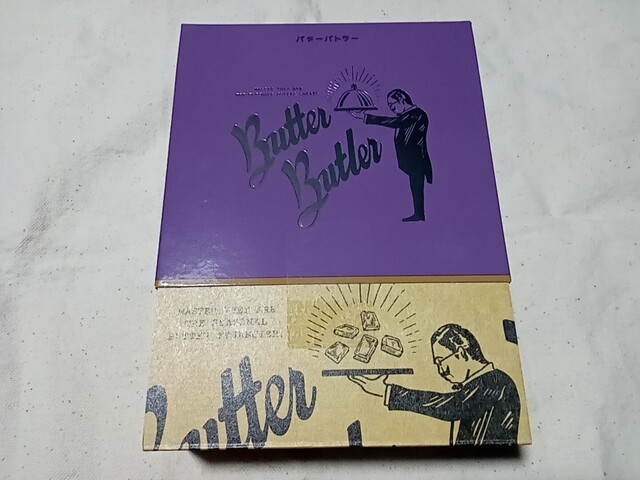 バターバトラー
Butter
Butler
MASTER, THEY ARE
THE SEASONAL
BUTTER FINANCIER.
Butter